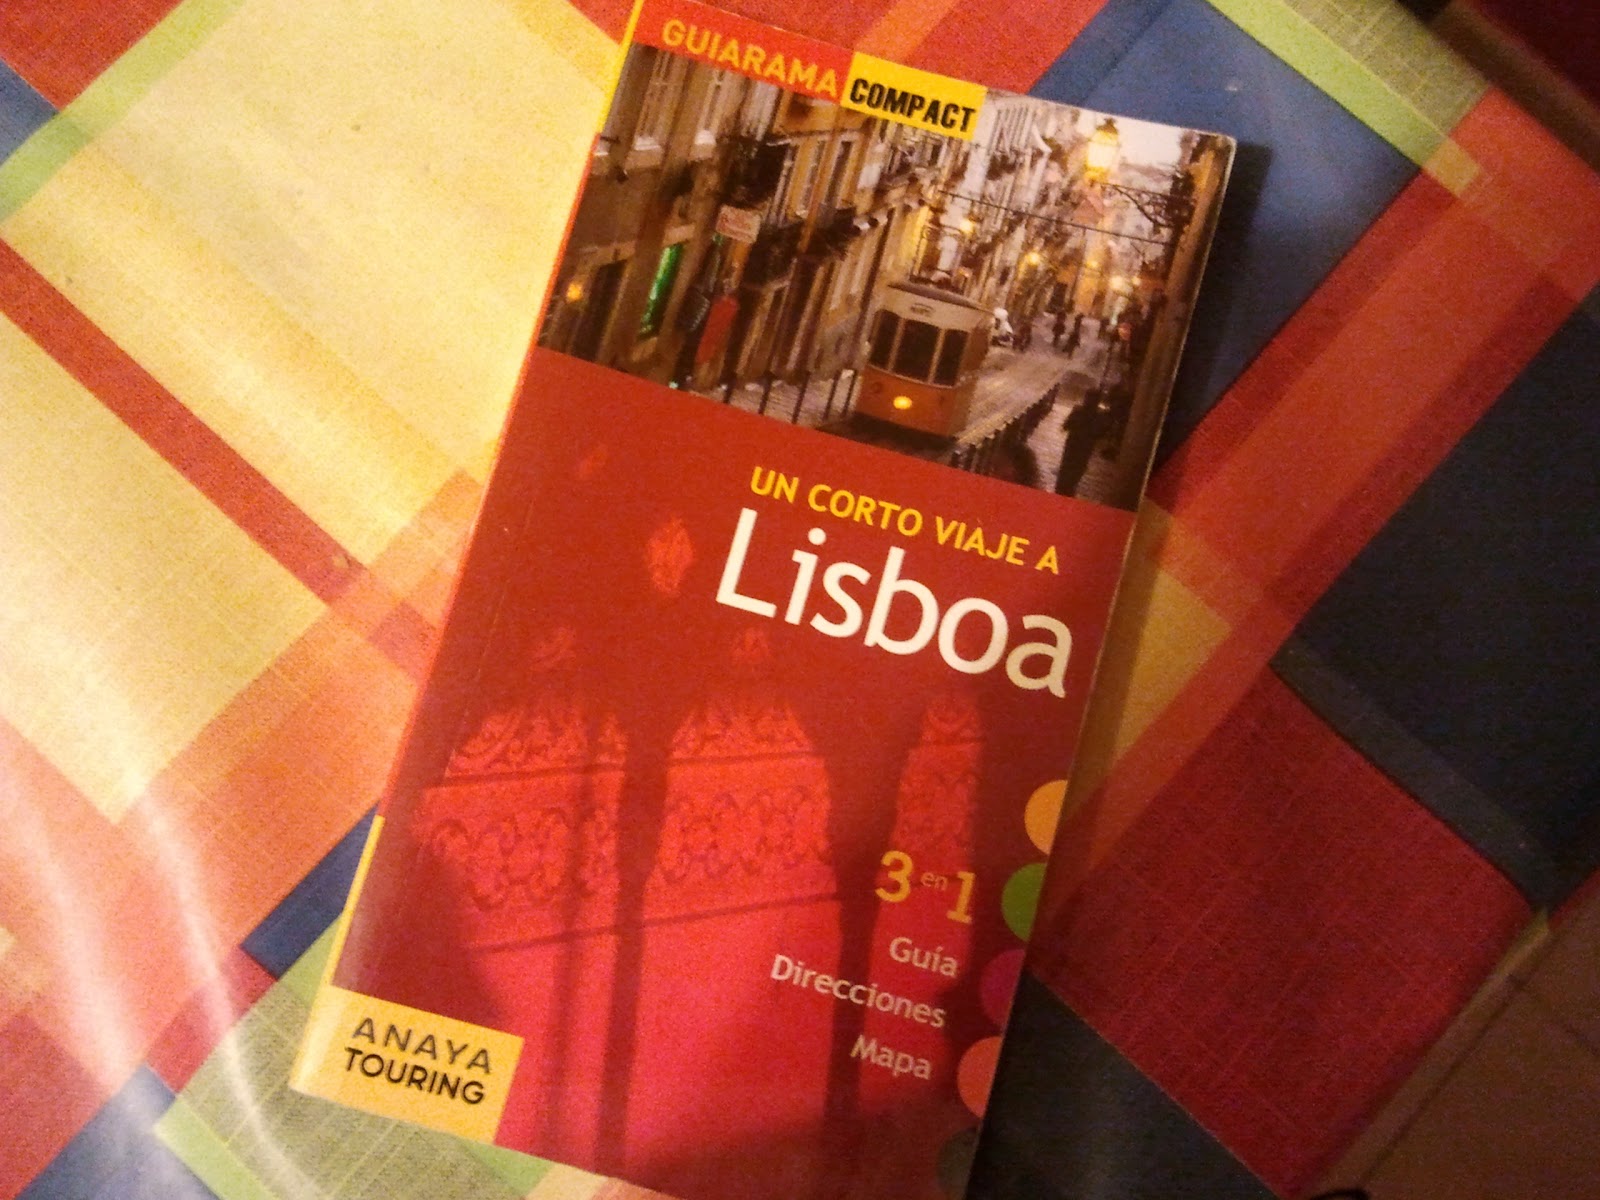 GUIARAMA COMPACT
UN CORTO VIAJE A
Lisboa
3 en 1
Guía
Direcciones
Mapa
ANAYA
TOURING